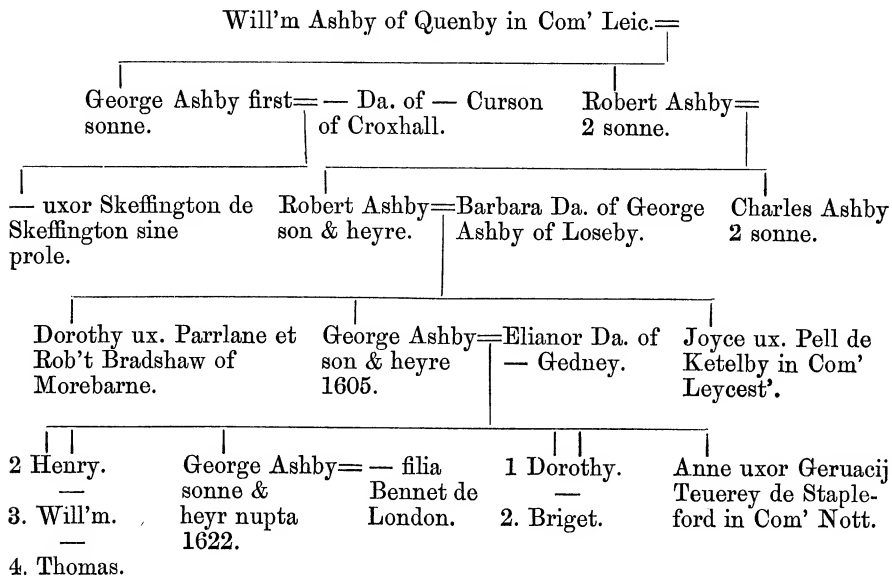 Will'm Ashby of Quenby in Com' Leic.=
George Ashby first= — Da. of — Curson
sonne. of Croxhall.
Robert Ashby=
2 sonne.
— uxor Skeffington de
Skeffington sine
prole.
Robert Ashby=Barbara Da. of George
son & heyre. Ashby of Loseby.
Charles Ashby
2 sonne.
Dorothy ux. Parrlane et
Rob't Bradshaw of
Morebarne.
George Ashby=Elianor Da. of
son & heyre — Gedney.
1605.
Joyce ux. Pell de
Ketelby in Com'
Leycest'.
2 Henry.
—
3. Will'm.
—
4. Thomas.
George Ashby= — filia
sonne & Bennet de
heyr nupta London.
1622.
1 Dorothy.
—
2. Briget.
Anne uxor Geruacij
Teuerey de Staple-
ford in Com' Nott.